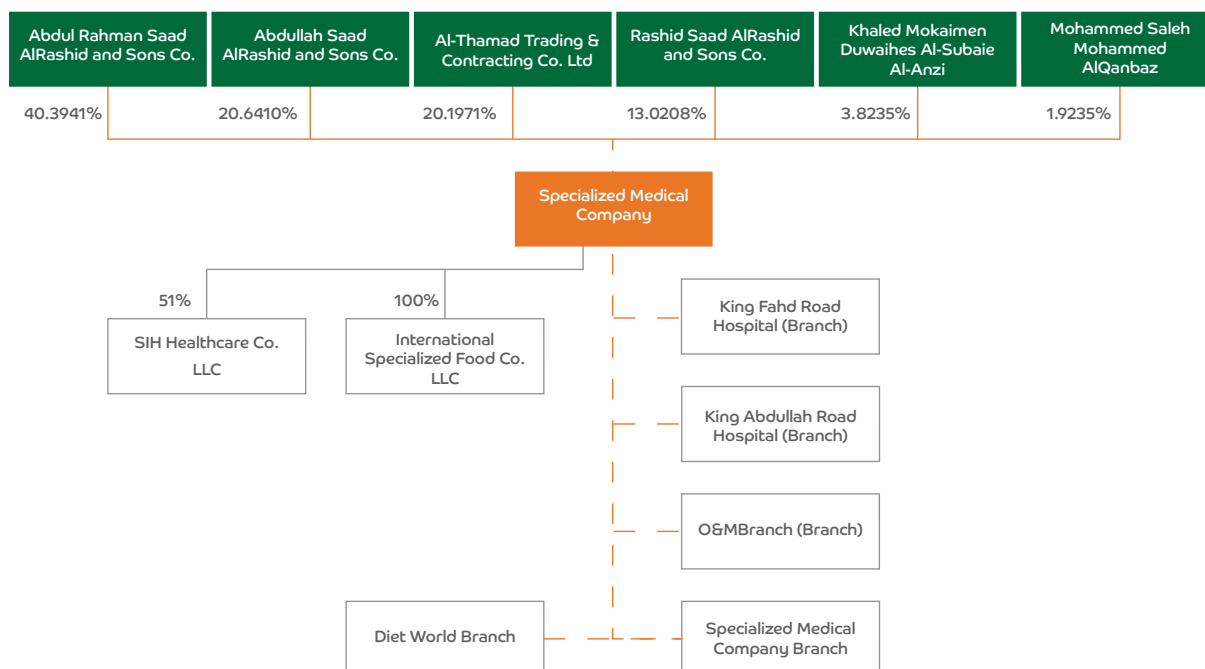 Abdul Rahman Saad
AlRashid and Sons Co.
Abdullah Saad
AlRashid and Sons Co.
Al-Thamad Trading &
Contracting Co. Ltd
Rashid Saad AlRashid
and Sons Co.
Khaled Mokaimen
Duwaihes Al-Subaie
Al-Anzi
Mohammed Saleh
Mohammed
AlQanbaz
40.3941%
20.6410%
20.1971%
13.0208%
3.8235%
1.9235%
Specialized Medical
Company
51%
100%
SIH Healthcare Co.
LLC
International
Specialized Food Co.
LLC
King Fahd Road
Hospital (Branch)
King Abdullah Road
Hospital (Branch)
O&MBranch (Branch)
Diet World Branch
Specialized Medical
Company Branch